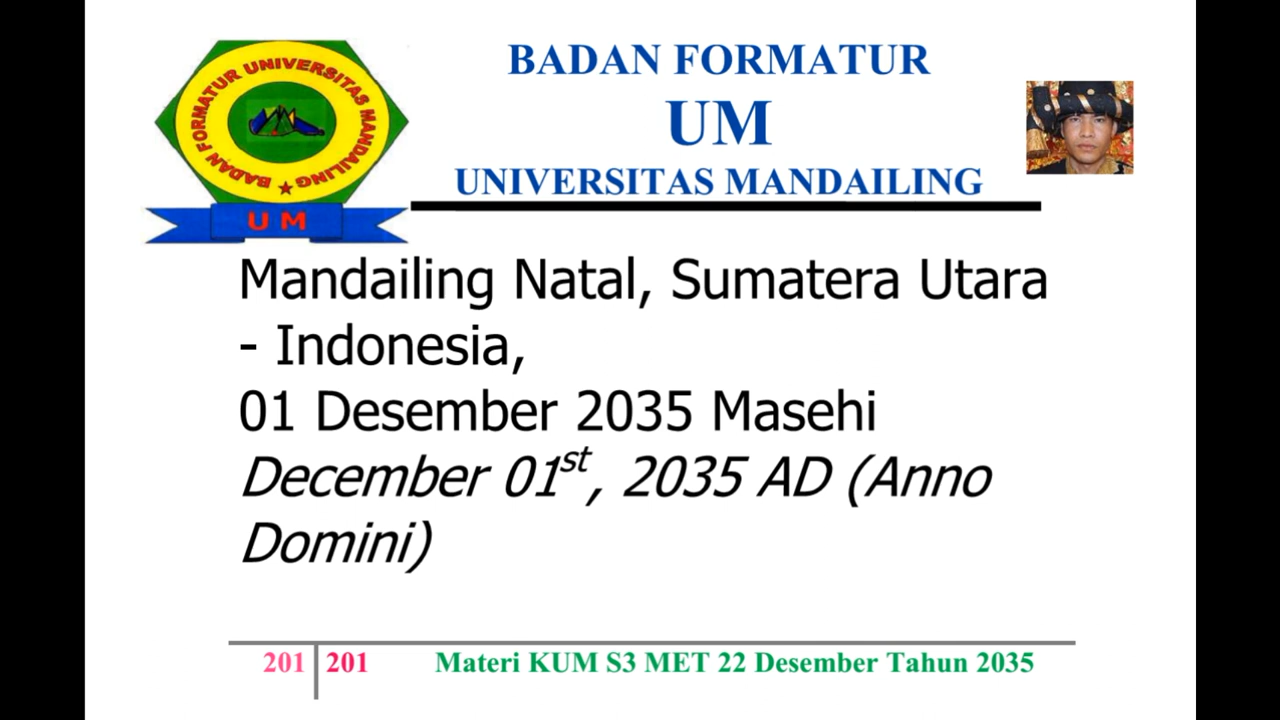 BADAN FORMATUR UNIVERSITAS MANDAILING
U M
BADAN FORMATUR
UM
UNIVERSITAS MANDAILING
Mandailing Natal, Sumatera Utara
- Indonesia,
01 Desember 2035 Masehi
December 01st, 2035 AD (Anno
Domini)
201 201 Materi KUM S3 MET 22 Desember Tahun 2035